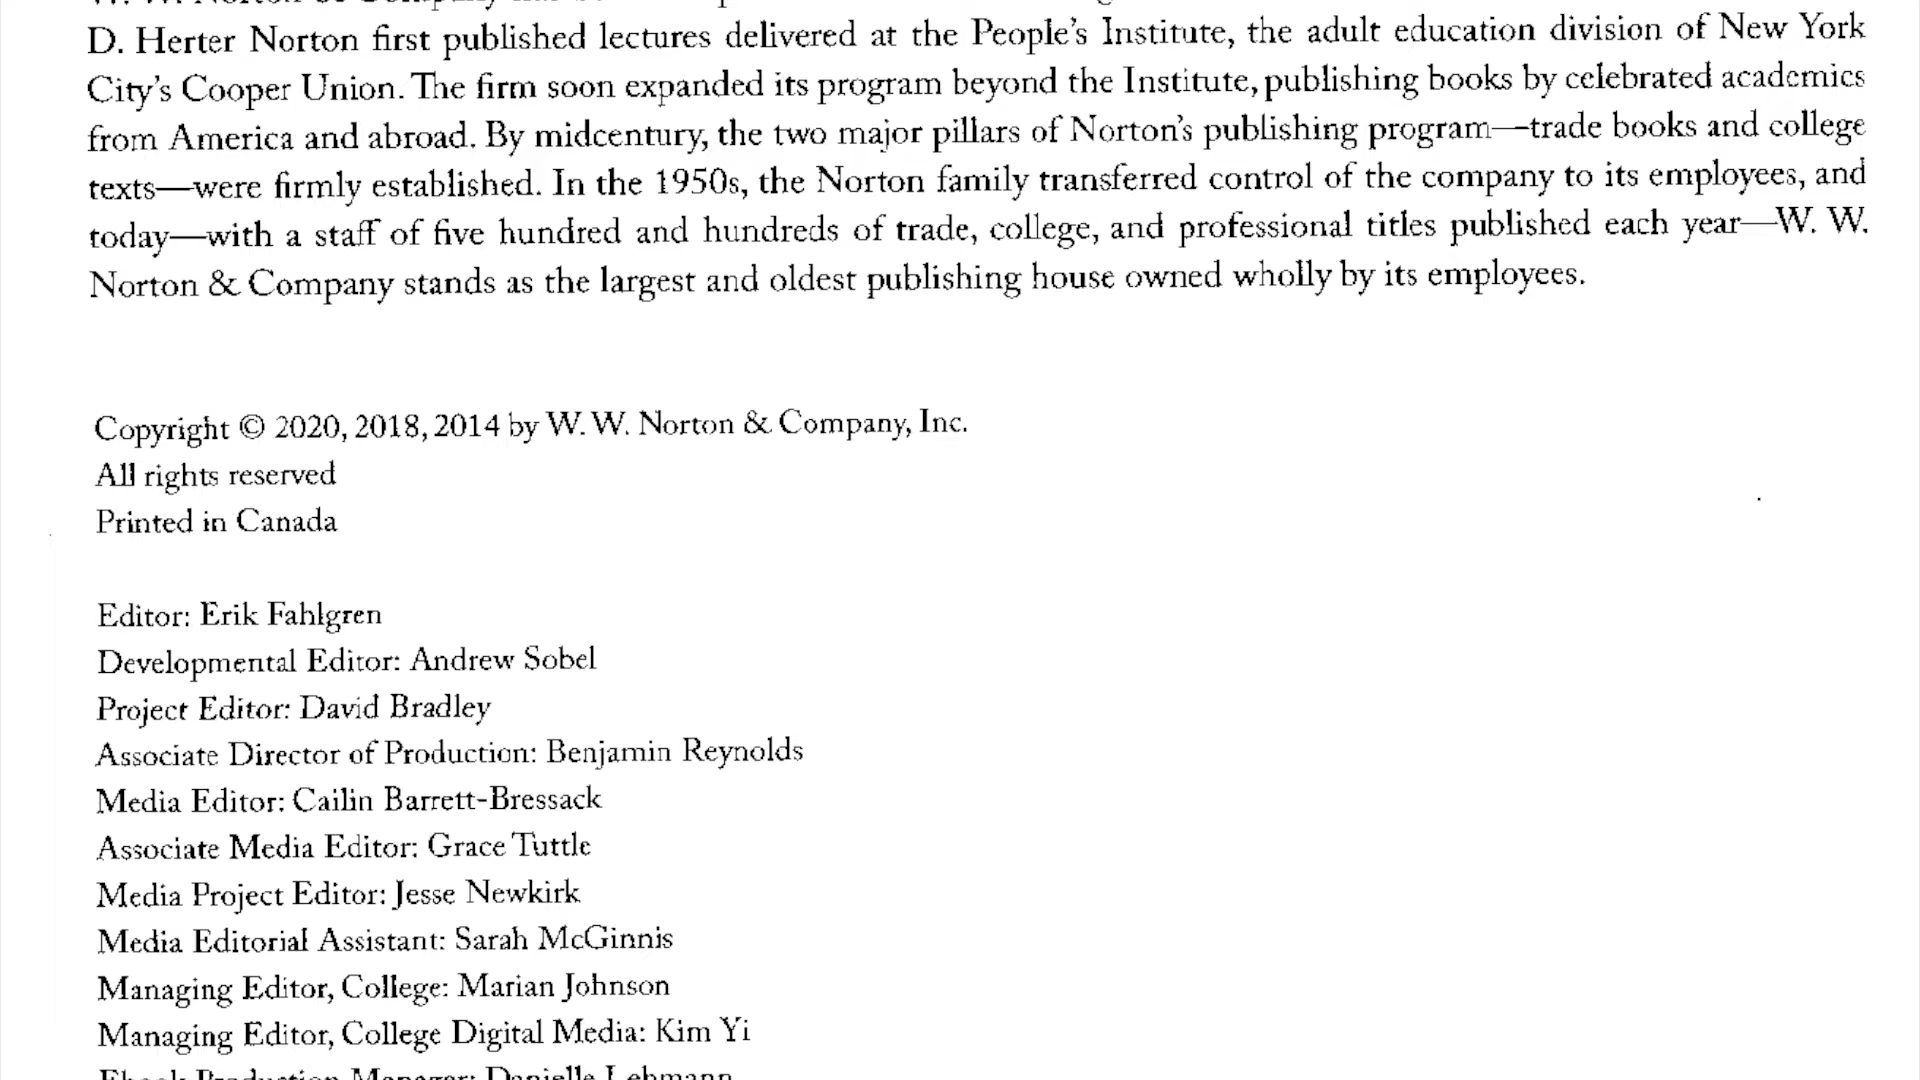 D. Herter Norton first published lectures delivered at the People's Institute, the adult education division of New York
City's Cooper Union. The firm soon expanded its program beyond the Institute, publishing books by celebrated academics
from America and abroad. By midcentury, the two major pillars of Norton's publishing program—trade books and college
texts—were firmly established. In the 1950s, the Norton family transferred control of the company to its employees, and
today—with a staff of five hundred and hundreds of trade, college, and professional titles published each year—W. W.
Norton & Company stands as the largest and oldest publishing house owned wholly by its employees.
Copyright © 2020, 2018, 2014 by W. W. Norton & Company, Inc.
All rights reserved
Printed in Canada
Editor: Erik Fahlgren
Developmental Editor: Andrew Sobel
Project Editor: David Bradley
Associate Director of Production: Benjamin Reynolds
Media Editor: Cailin Barrett-Bressack
Associate Media Editor: Grace Tuttle
Media Project Editor: Jesse Newkirk
Media Editorial Assistant: Sarah McGinnis
Managing Editor, College: Marian Johnson
Managing Editor, College Digital Media: Kim Yi
Ebook Production Manager: Danielle Lehmann